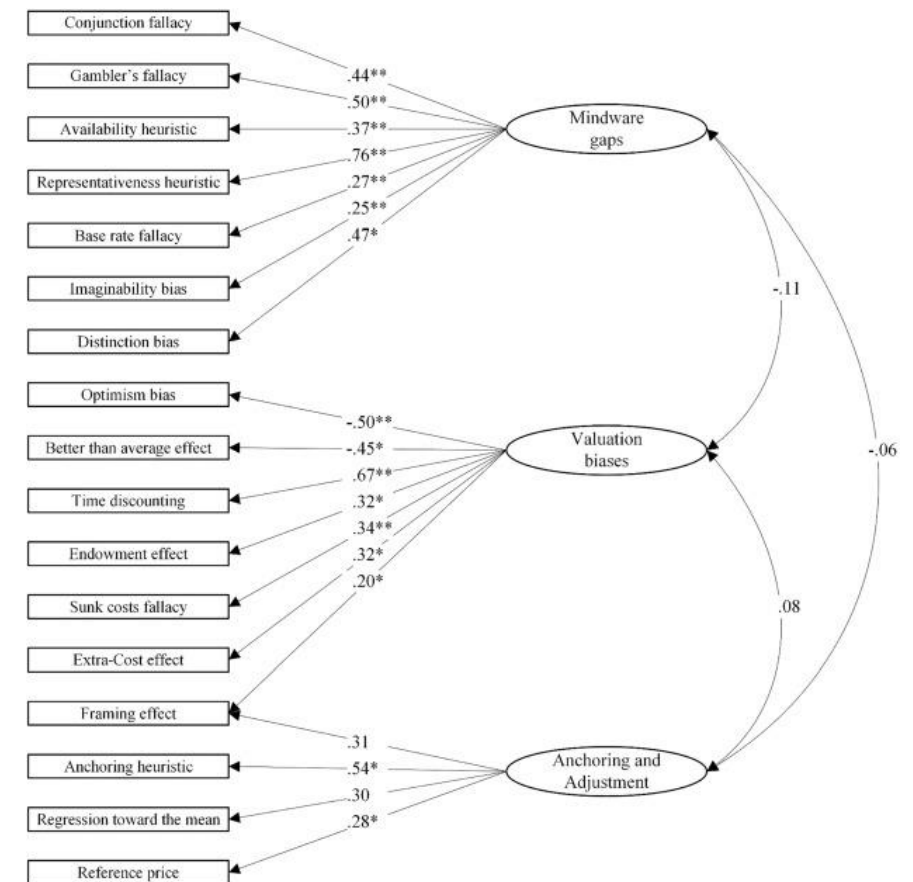 Conjunction fallacy
Gambler's fallacy
Availability heuristic
Representativeness heuristic
Base rate fallacy
Imaginability bias
Distinction bias
Optimism bias
Better than average effect
Time discounting
Endowment effect
Sunk costs fallacy
Extra-Cost effect
Framing effect
Anchoring heuristic
Regression toward the mean
Reference price
.44**
.50**
.37**
.76**
.27**
.25**
.47*
-.50**
-.45*
.67**
.32*
.34**
.32*
.20*
.31
.54*
.30
.28*
Mindware
gaps
Valuation
biases
Anchoring and
Adjustment
-.11
-.06
.08